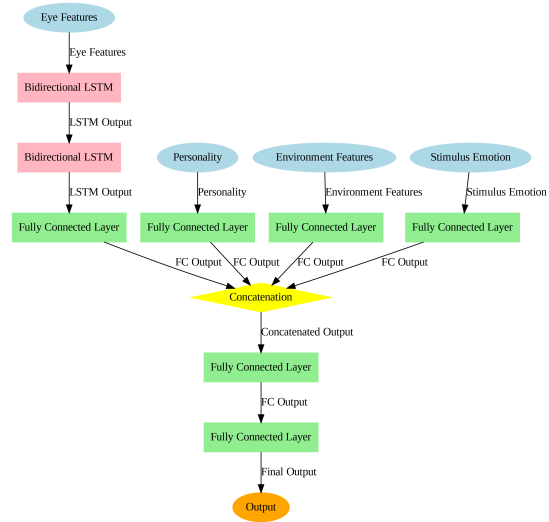 Eye Features
Eye Features
Bidirectional LSTM
LSTM Output
Bidirectional LSTM
Personality
Environment Features
Stimulus Emotion
LSTM Output
Personality
Environment Features
Stimulus Emotion
Fully Connected Layer
Fully Connected Layer
Fully Connected Layer
Fully Connected Layer
FC Output
FC Output
FC Output
FC Output
Concatenation
Concatenated Output
Fully Connected Layer
FC Output
Fully Connected Layer
Final Output
Output